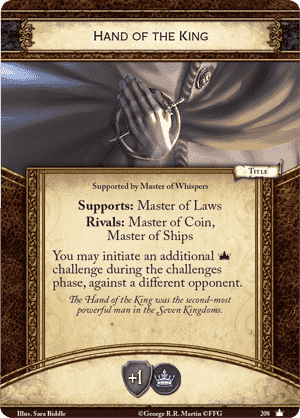 HAND OF THE KING
TITLE
Supported by Master of Whispers
Supports: Master of Laws
Rivals: Master of Coin,
Master of Ships
You may initiate an additional
challenge during the challenges
phase, against a different opponent.
The Hand of the King was the second-most
powerful man in the Seven Kingdoms.
+1
Illus. Sara Biddle ©George R.R. Martin ©FFG 208